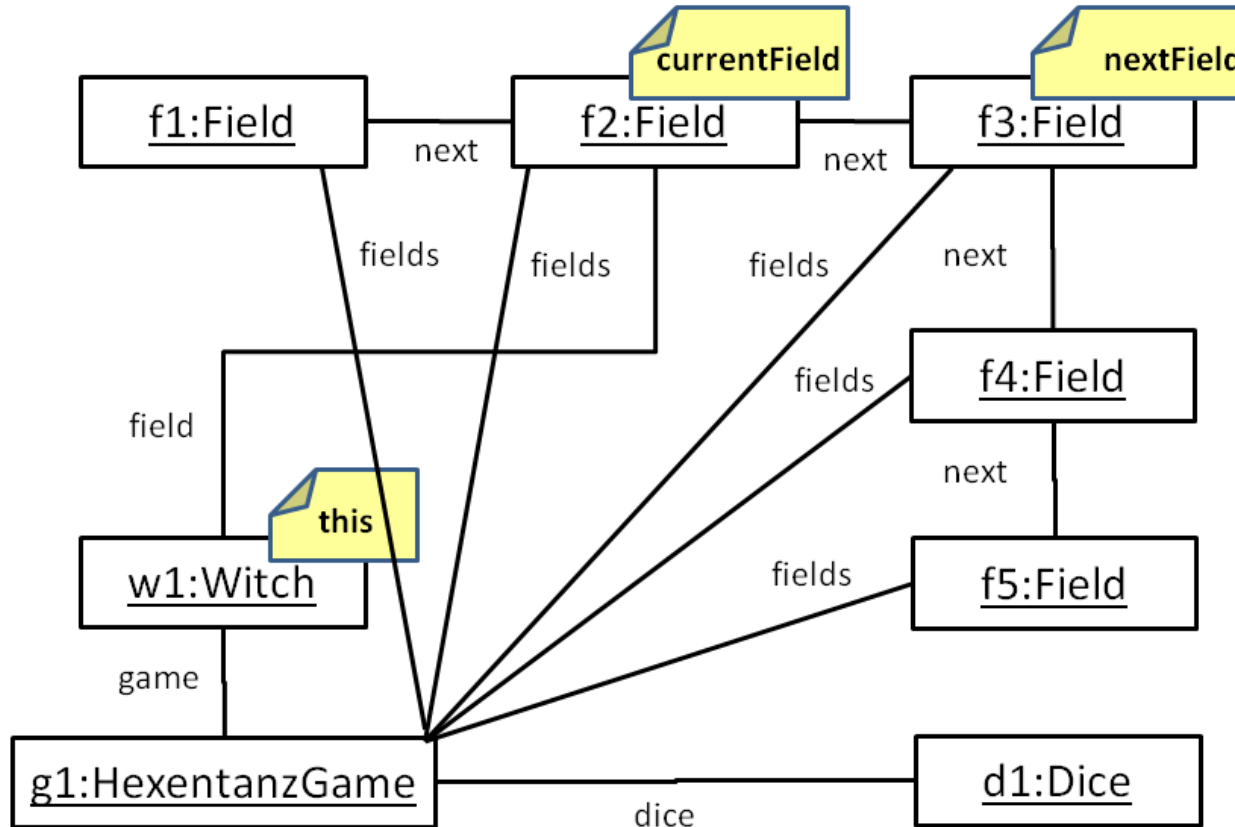 currentField
nextField
f1:Field
f2:Field
f3:Field
next
next
fields
fields
fields
next
fields
f4:Field
field
next
this
fields
w1:Witch
f5:Field
game
g1:HexentanzGame
d1:Dice
dice